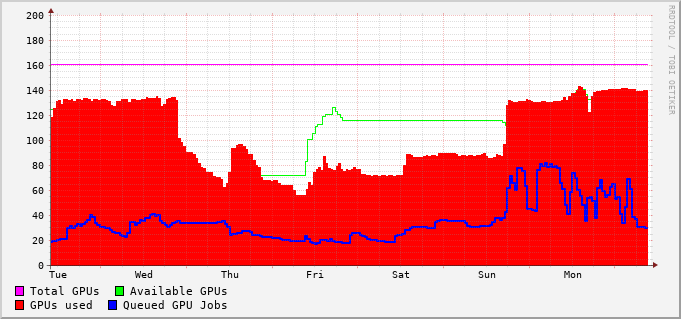 200
180
160
140
120
100
80
60
40
20
0
Tue Wed Thu Fri Sat Sun Mon
RRDTOOL / TOBI OETIKER
Total GPUs Available GPUs
GPUs used Queued GPU Jobs